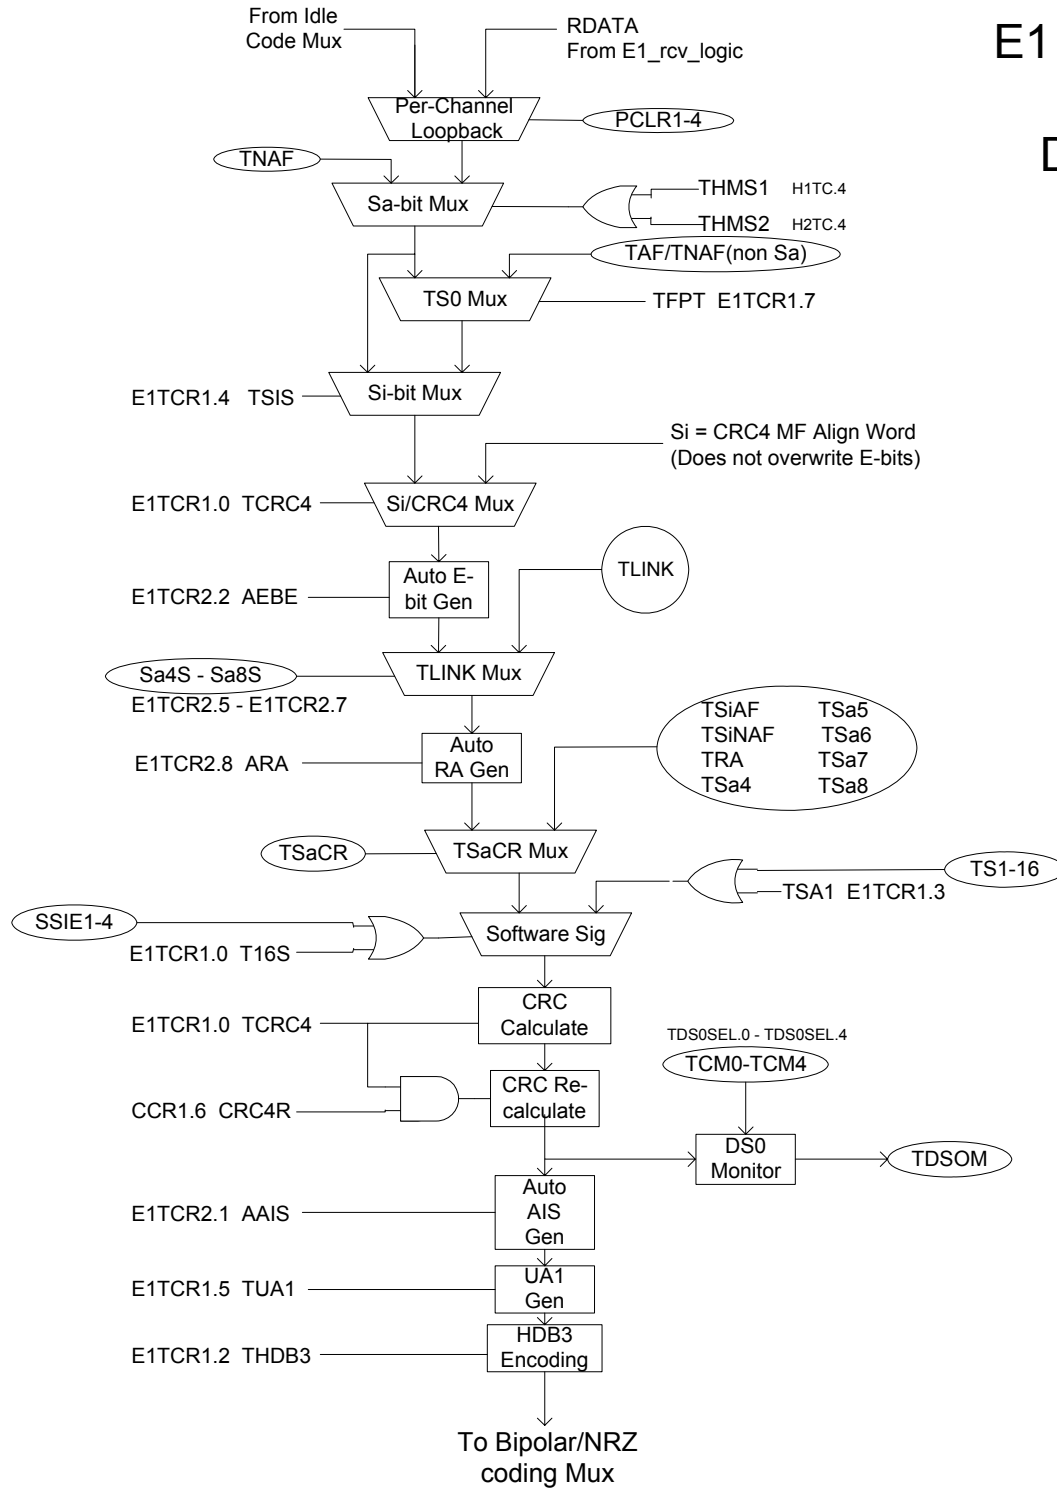 From Idle
Code Mux
RDATA
From E1_rcv_logic
E1
Per-Channel
Loopback
PCLR1-4
TNAF
Sa-bit Mux
THMS1 H1TC.4
THMS2 H2TC.4
TAF/TNAF(non Sa)
TS0 Mux
TFPT E1TCR1.7
E1TCR1.4 TSIS
Si-bit Mux
Si = CRC4 MF Align Word
(Does not overwrite E-bits)
E1TCR1.0 TCRC4
Si/CRC4 Mux
Auto E-
bit Gen
TLINK
E1TCR2.2 AEBE
Sa4S - Sa8S
TLINK Mux
E1TCR2.5 - E1TCR2.7
TSiAF TSa5
TSiNAF TSa6
TRA TSa7
TSa4 TSa8
Auto
RA Gen
E1TCR2.8 ARA
TSaCR
TSaCR Mux
TS1-16
TSA1 E1TCR1.3
SSIE1-4
E1TCR1.0 T16S
Software Sig
CRC
Calculate
E1TCR1.0 TCRC4
TDS0SEL.0 - TDS0SEL.4
TCM0-TCM4
CRC Re-
calculate
CCR1.6 CRC4R
DS0
Monitor
TDSOM
Auto
AIS
Gen
E1TCR2.1 AAIS
UA1
Gen
E1TCR1.5 TUA1
HDB3
Encoding
E1TCR1.2 THDB3
To Bipolar/NRZ
coding Mux